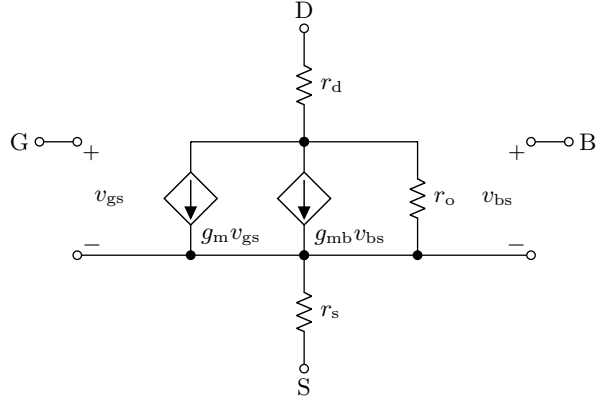 D
r_d
G
+
+
B
v_gs
r_o
v_bs
g_m v_gs
g_mb v_bs
−
−
r_s
S